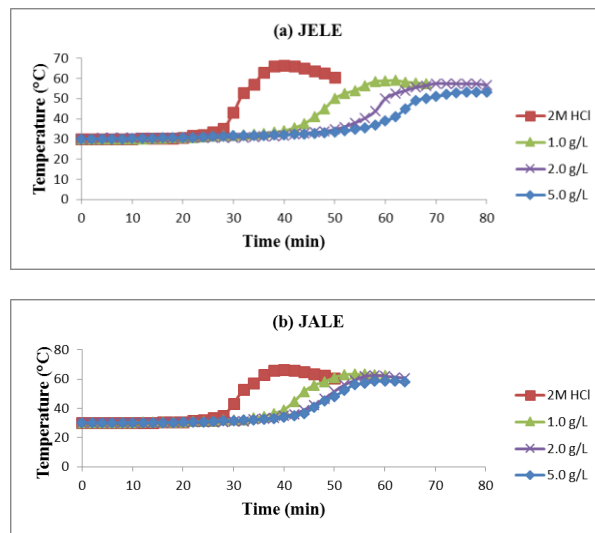 (a) JELE
Temperature (°C)
70
60
50
40
30
20
10
0
0 10 20 30 40 50 60 70 80
Time (min)
2M HCl
1.0 g/L
2.0 g/L
5.0 g/L
(b) JALE
Temperature (°C)
80
60
40
20
0
0 10 20 30 40 50 60 70 80
Time (min)
2M HCl
1.0 g/L
2.0 g/L
5.0 g/L